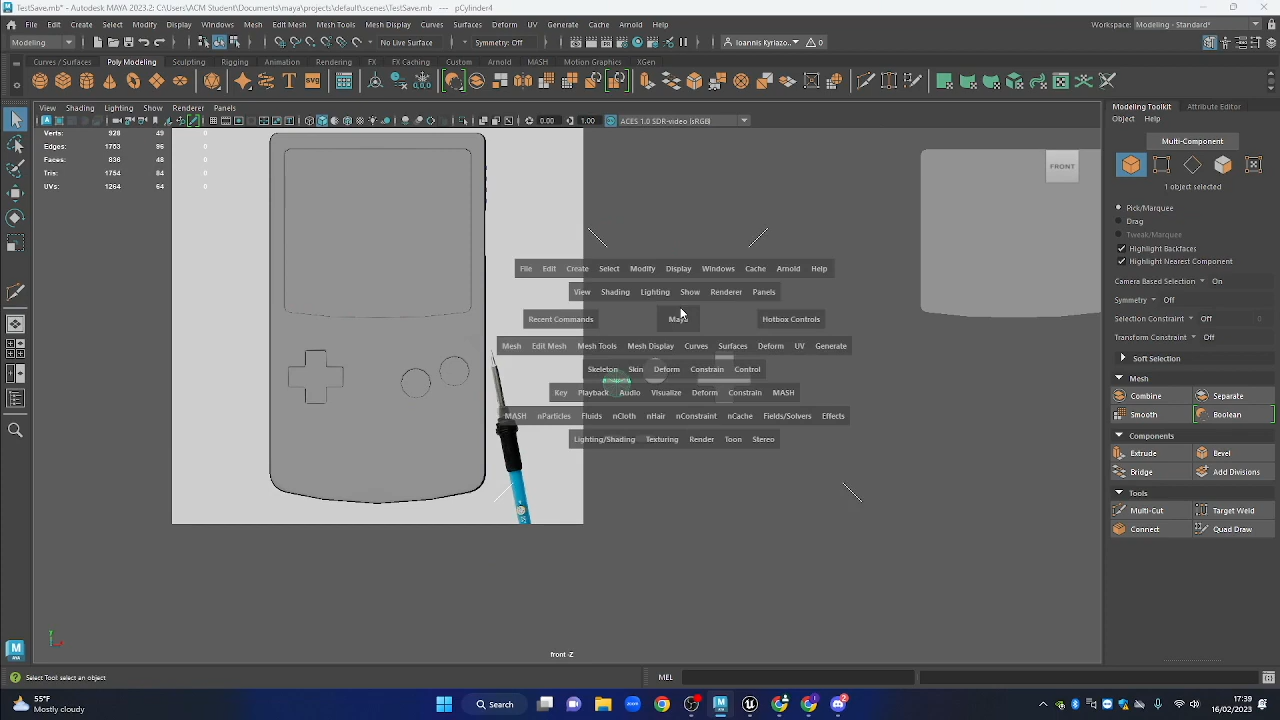 TestSave.mb* - Autodesk MAYA 2023.2: C:\Users\ACM Student\maya\projects\default\scenes\TestSave.mb --- pCylinder4
File Edit Create Select Modify Display Windows Mesh Edit Mesh Mesh Tools Mesh Display Curves Surfaces Deform UV Generate Cache Arnold Help
Workspace: Modeling - Standard*
Modeling No Live Surface Symmetry: Off Ioannis Kyriazo... 0
Curves / Surfaces Poly Modeling Sculpting Rigging Animation Rendering FX FX Caching Custom Arnold MASH Motion Graphics XGen
SVG
View Shading Lighting Show Renderer Panels
Modeling Toolkit Attribute Editor
0.00 1.00 ACES 1.0 SDR-video (sRGB)
Object Help
Verts: 928 49 0
Edges: 1753 96 0
Faces: 836 48 0
Tris: 1754 84 0
UVs: 1264 64 0
FRONT
Multi-Component
1 object selected
Pick/Marquee
Drag
Tweak/Marquee
Highlight Backfaces
Highlight Nearest Component
Camera Based Selection On
Symmetry Off
Selection Constraint Off
Transform Constraint Off
Soft Selection
Mesh
Combine Separate
Smooth Boolean
Components
Extrude Bevel
Bridge Add Divisions
Tools
Multi-Cut Target Weld
Connect Quad Draw
File Edit Create Select Modify Display Windows Cache Arnold Help
View Shading Lighting Show Renderer Panels
Recent Commands Maya Hotbox Controls
Mesh Edit Mesh Mesh Tools Mesh Display Curves Surfaces Deform UV Generate
Skeleton Skin Deform Constrain Control
Key Playback Audio Visualize Deform Constrain MASH
MASH nParticles Fluids nCloth nHair nConstraint nCache Fields/Solvers Effects
Lighting/Shading Texturing Render Toon Stereo
front -Z
Select Tool: select an object
MEL
55°F
Mostly cloudy
Search
zoom
2
17:39
16/02/2023